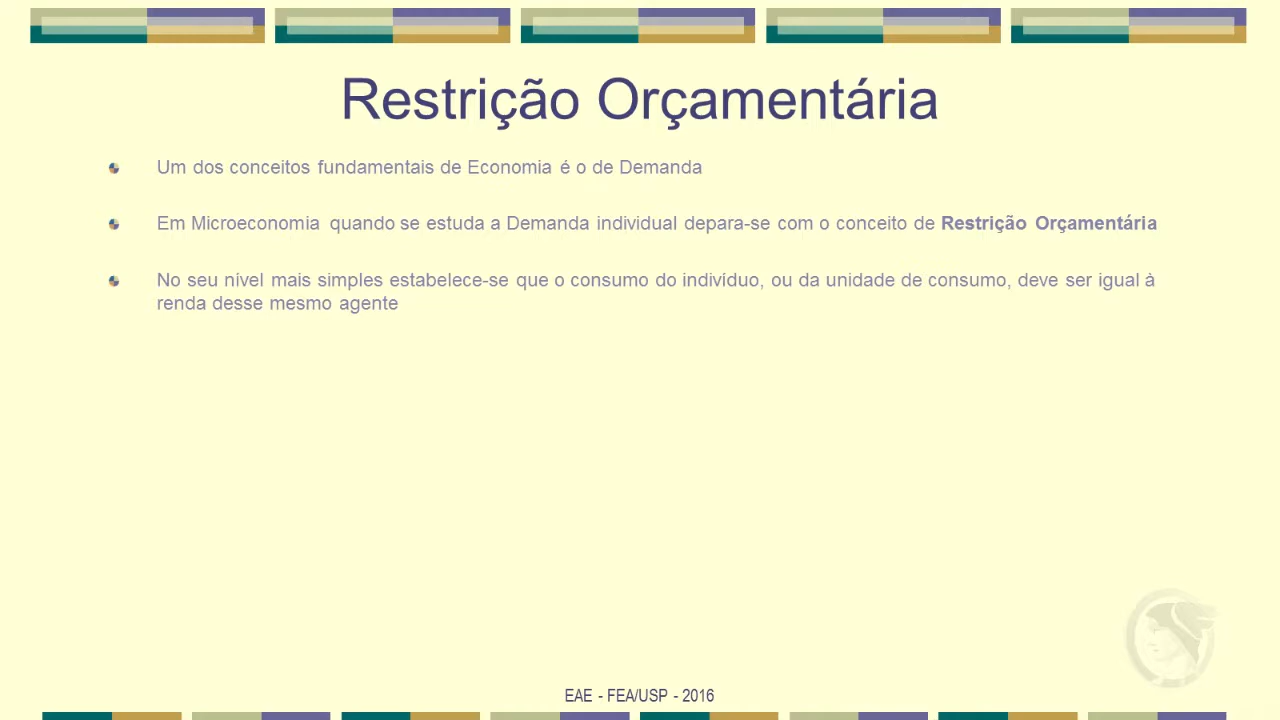 Restrição Orçamentária
Um dos conceitos fundamentais de Economia é o de Demanda
Em Microeconomia quando se estuda a Demanda individual depara-se com o conceito de Restrição Orçamentária
No seu nível mais simples estabelece-se que o consumo do indivíduo, ou da unidade de consumo, deve ser igual à
renda desse mesmo agente
EAE - FEA/USP - 2016